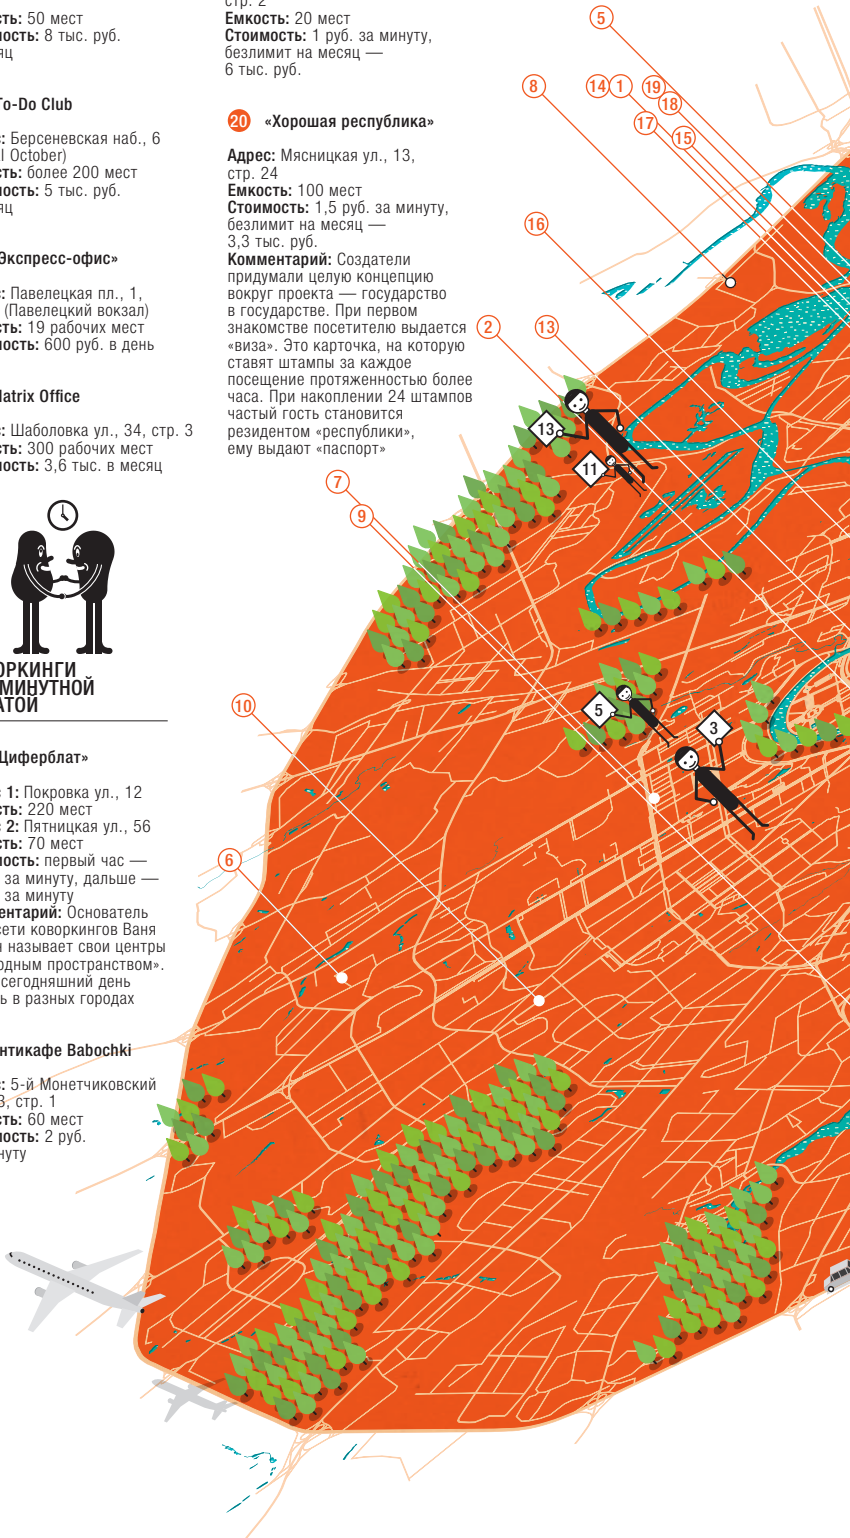 сть: 50 мест
мость: 8 тыс. руб.
яц
To-Do Club
с: Берсеневская наб., 6
l October)
сть: более 200 мест
мость: 5 тыс. руб.
яц
Экспресс-офис»
с: Павелецкая пл., 1,
(Павелецкий вокзал)
сть: 19 рабочих мест
мость: 600 руб. в день
Matrix Office
с: Шаболовка ул., 34, стр. 3
сть: 300 рабочих мест
мость: 3,6 тыс. в месяц
ОРКИНГИ
МИНУТНОЙ
АТОЙ
Циферблат»
с 1: Покровка ул., 12
сть: 220 мест
с 2: Пятницкая ул., 56
сть: 70 мест
мость: первый час —
за минуту, дальше —
за минуту
ентарий: Основатель
сети коворкингов Ваня
н называет свои центры
одным пространством».
сегодняшний день
ь в разных городах
нтикафе Babochki
с: 5-й Монетчиковский
3, стр. 1
сть: 60 мест
мость: 2 руб.
нуту
стр. 2
Емкость: 20 мест
Стоимость: 1 руб. за минуту,
безлимит на месяц —
6 тыс. руб.
20 «Хорошая республика»
Адрес: Мясницкая ул., 13,
стр. 24
Емкость: 100 мест
Стоимость: 1,5 руб. за минуту,
безлимит на месяц —
3,3 тыс. руб.
Комментарий: Создатели
придумали целую концепцию
вокруг проекта — государство
в государстве. При первом
знакомстве посетителю выдается
«виза». Это карточка, на которую
ставят штампы за каждое
посещение протяженностью более
часа. При накоплении 24 штампов
частый гость становится
резидентом «республики»,
ему выдают «паспорт»
5
8
14 1 19
18
17
15
16
2 13
13
11
7
9
5
3
10
6